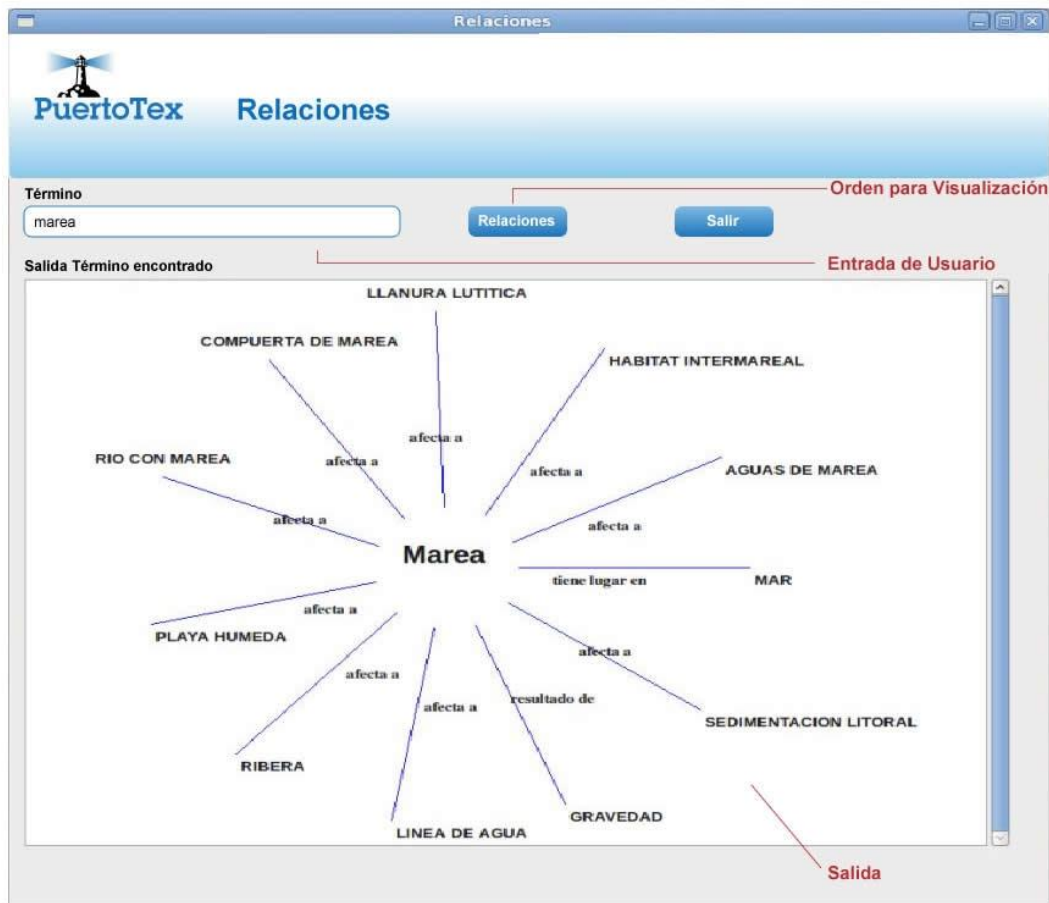 Relaciones
PuertoTex
Relaciones
Término
Orden para Visualización
marea
Relaciones
Salir
Entrada de Usuario
Salida Término encontrado
LLANURA LUTITICA
COMPUERTA DE MAREA
HABITAT INTERMAREAL
afecta a
RIO CON MAREA
afecta a
afecta a
AGUAS DE MAREA
afecta a
afecta a
Marea
tiene lugar en
MAR
afecta a
PLAYA HUMEDA
afecta a
afecta a
resultado de
afecta a
SEDIMENTACION LITORAL
RIBERA
GRAVEDAD
LINEA DE AGUA
Salida